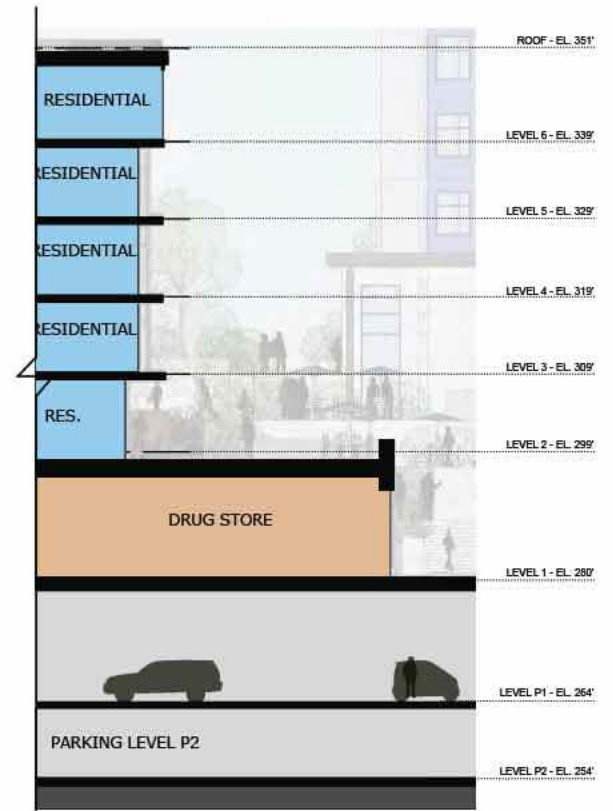 ROOF - EL. 351'
RESIDENTIAL
LEVEL 6 - EL. 339'
RESIDENTIAL
LEVEL 5 - EL. 329'
RESIDENTIAL
LEVEL 4 - EL. 319'
RESIDENTIAL
LEVEL 3 - EL. 309'
RES.
LEVEL 2 - EL. 299'
DRUG STORE
LEVEL 1 - EL. 280'
LEVEL P1 - EL. 264'
PARKING LEVEL P2
LEVEL P2 - EL. 254'